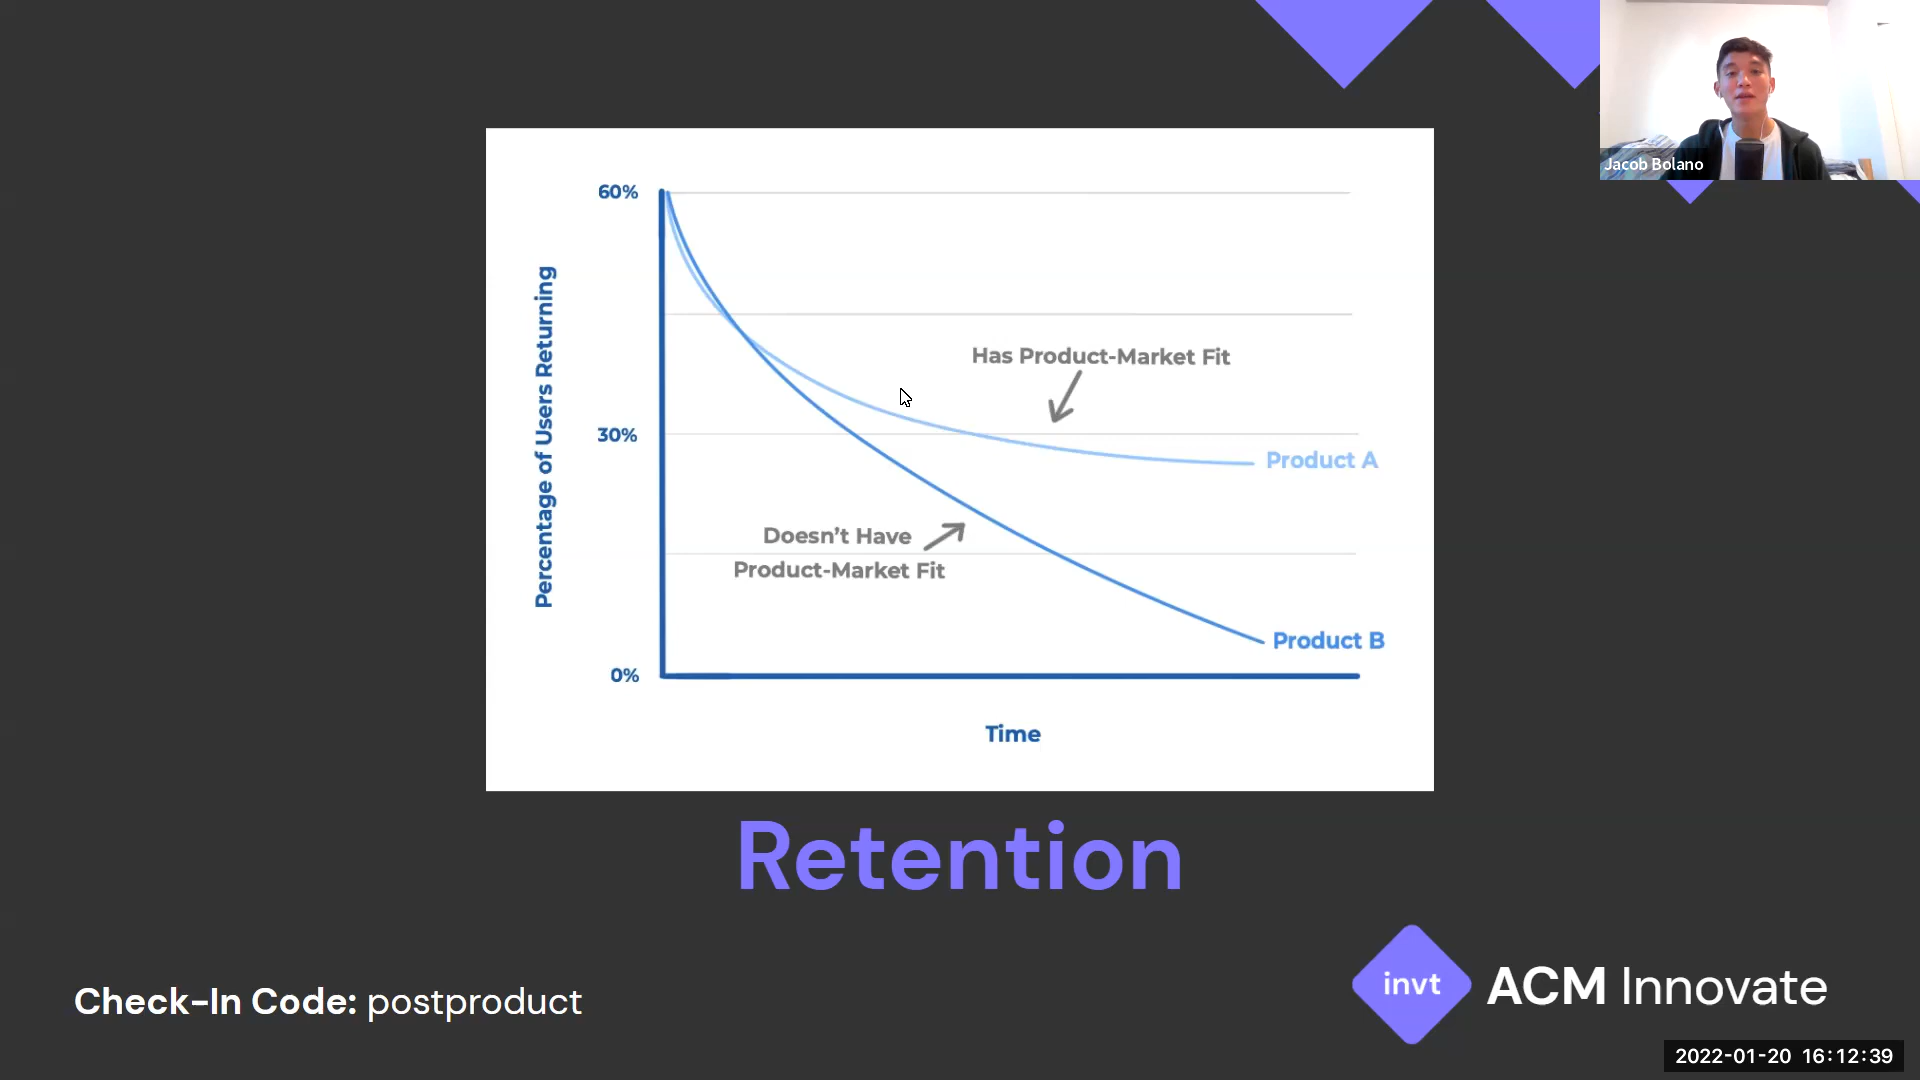 Jacob Bolano
60%
30%
0%
Percentage of Users Returning
Has Product-Market Fit
Product A
Doesn't Have
Product-Market Fit
Product B
Time
Retention
Check-In Code: postproduct
invt
ACM Innovate
2022-01-20 16:12:39